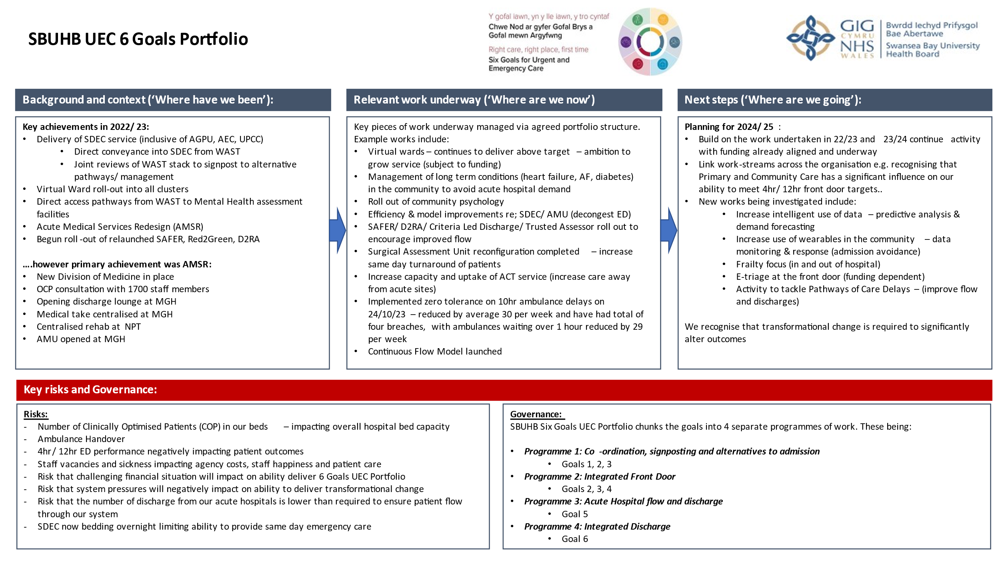 SBUHB UEC 6 Goals Portfolio
Y gofal iawn, yn y lle iawn, y tro cyntaf
Chwe Nod ar gyfer Gofal Brys a
Gofal mewn Argyfwng
Right care, right place, first time
Six Goals for Urgent and
Emergency Care
GIG
CYMRU
NHS
WALES
Bwrdd Iechyd Prifysgol
Bae Abertawe
Swansea Bay University
Health Board
Background and context (‘Where have we been’):
Key achievements in 2022/ 23:
• Delivery of SDEC service (inclusive of AGPU, AEC, UPCC)
• Direct conveyance into SDEC from WAST
• Joint reviews of WAST stack to signpost to alternative
pathways/ management
• Virtual Ward roll-out into all clusters
• Direct access pathways from WAST to Mental Health assessment
facilities
• Acute Medical Services Redesign (AMSR)
• Begun roll -out of relaunched SAFER, Red2Green, D2RA
….however primary achievement was AMSR:
• New Division of Medicine in place
• OCP consultation with 1700 staff members
• Opening discharge lounge at MGH
• Medical take centralised at MGH
• Centralised rehab at NPT
• AMU opened at MGH
Relevant work underway (‘Where are we now’)
Key pieces of work underway managed via agreed portfolio structure.
Example works include:
• Virtual wards – continues to deliver above target – ambition to
grow service (subject to funding)
• Management of long term conditions (heart failure, AF, diabetes)
in the community to avoid acute hospital demand
• Roll out of community psychology
• Efficiency & model improvements re; SDEC/ AMU (decongest ED)
• SAFER/ D2RA/ Criteria Led Discharge/ Trusted Assessor roll out to
encourage improved flow
• Surgical Assessment Unit reconfiguration completed – increase
same day turnaround of patients
• Increase capacity and uptake of ACT service (increase care away
from acute sites)
• Implemented zero tolerance on 10hr ambulance delays on
24/10/23 – reduced by average 30 per week and have had total of
four breaches, with ambulances waiting over 1 hour reduced by 29
per week
• Continuous Flow Model launched
Next steps (‘Where are we going’):
Planning for 2024/ 25 :
• Build on the work undertaken in 22/23 and 23/24 continue activity
with funding already aligned and underway
• Link work-streams across the organisation e.g. recognising that
Primary and Community Care has a significant influence on our
ability to meet 4hr/ 12hr front door targets..
• New works being investigated include:
• Increase intelligent use of data – predictive analysis &
demand forecasting
• Increase use of wearables in the community – data
monitoring & response (admission avoidance)
• Frailty focus (in and out of hospital)
• E-triage at the front door (funding dependent)
• Activity to tackle Pathways of Care Delays – (improve flow
and discharges)
We recognise that transformational change is required to significantly
alter outcomes
Key risks and Governance:
Risks:
- Number of Clinically Optimised Patients (COP) in our beds – impacting overall hospital bed capacity
- Ambulance Handover
- 4hr/ 12hr ED performance negatively impacting patient outcomes
- Staff vacancies and sickness impacting agency costs, staff happiness and patient care
- Risk that challenging financial situation will impact on ability deliver 6 Goals UEC Portfolio
- Risk that system pressures will negatively impact on ability to deliver transformational change
- Risk that the number of discharge from our acute hospitals is lower than required to ensure patient flow
through our system
- SDEC now bedding overnight limiting ability to provide same day emergency care
Governance:
SBUHB Six Goals UEC Portfolio chunks the goals into 4 separate programmes of work. These being:
• Programme 1: Co -ordination, signposting and alternatives to admission
• Goals 1, 2, 3
• Programme 2: Integrated Front Door
• Goals 2, 3, 4
• Programme 3: Acute Hospital flow and discharge
• Goal 5
• Programme 4: Integrated Discharge
• Goal 6